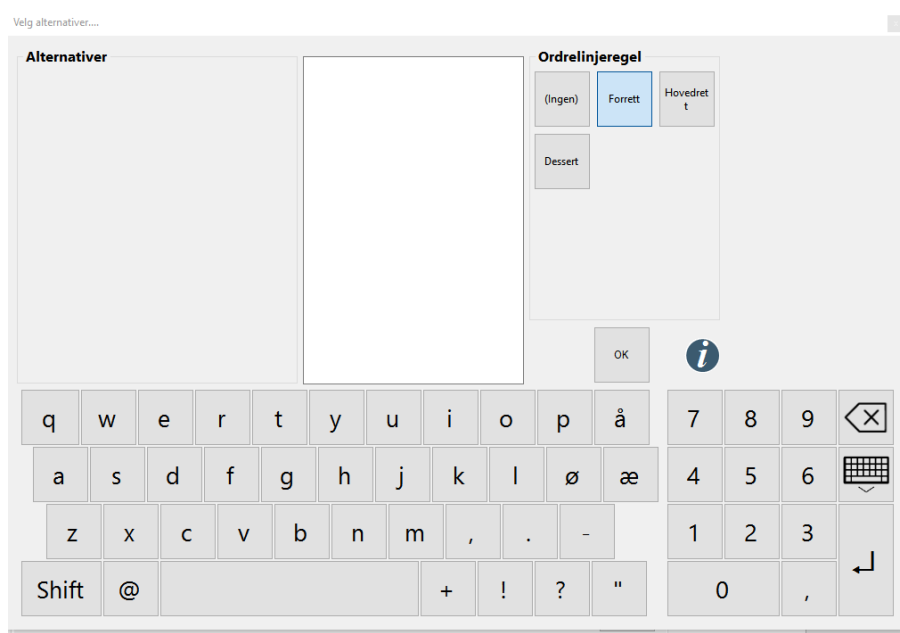 Velg alternativer....
Alternativer
Ordrelinjeregel
(Ingen)
Forrett
Hovedret
t
Dessert
OK
i
q w e r t y u i o p å 7 8 9
a s d f g h j k l ø æ 4 5 6
z x c v b n m , . - 1 2 3
Shift @ + ! ? " 0 ,